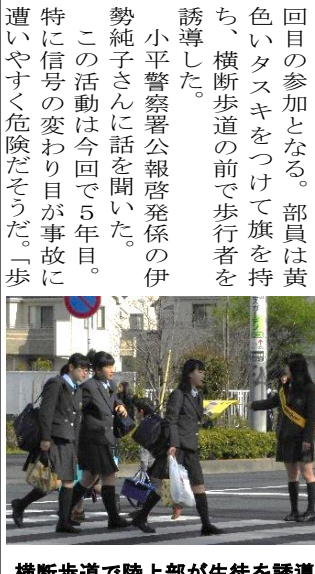 回目の参加となる。部員は黄
色いタスキをつけて旗を持
ち、横断歩道の前で歩行者を
誘導した。
小平警察署公報啓発係の伊
勢純子さんに話を聞いた。
この活動は今回で５年目。
特に信号の変わり目が事故に
遭いやすく危険だそうだ。「歩
横断歩道で陸上部が生徒を誘導